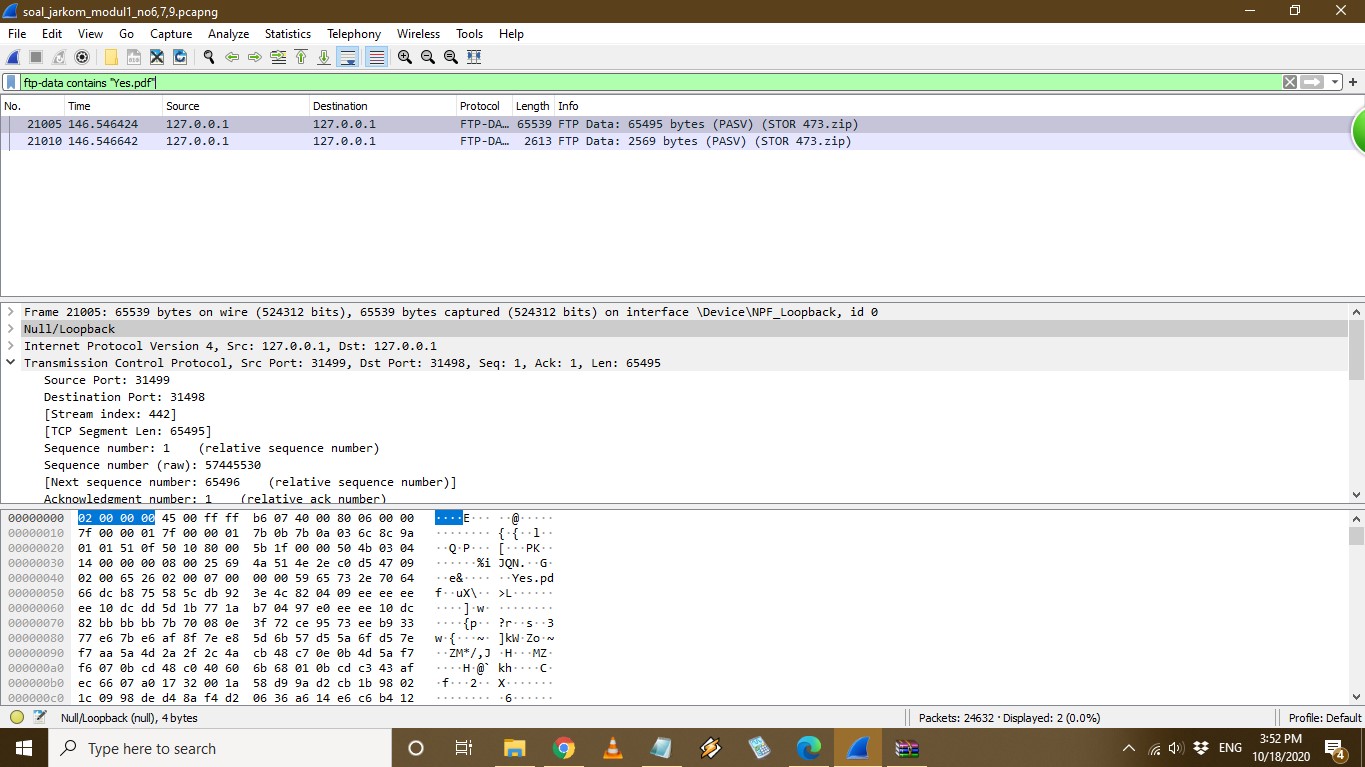 soal_jarkom_modul1_no6,7,9.pcapng
File Edit View Go Capture Analyze Statistics Telephony Wireless Tools Help
ftp-data contains "Yes.pdf"
No. Time Source Destination Protocol Length Info
21005 146.546424 127.0.0.1 127.0.0.1 FTP-DA… 65539 FTP Data: 65495 bytes (PASV) (STOR 473.zip)
21010 146.546642 127.0.0.1 127.0.0.1 FTP-DA… 2613 FTP Data: 2569 bytes (PASV) (STOR 473.zip)
Frame 21005: 65539 bytes on wire (524312 bits), 65539 bytes captured (524312 bits) on interface \Device\NPF_Loopback, id 0
Null/Loopback
Internet Protocol Version 4, Src: 127.0.0.1, Dst: 127.0.0.1
Transmission Control Protocol, Src Port: 31499, Dst Port: 31498, Seq: 1, Ack: 1, Len: 65495
Source Port: 31499
Destination Port: 31498
[Stream index: 442]
[TCP Segment Len: 65495]
Sequence number: 1 (relative sequence number)
Sequence number (raw): 57445530
[Next sequence number: 65496 (relative sequence number)]
Acknowledgment number: 1 (relative ack number)
00000000 02 00 00 00 45 00 ff ff b6 07 40 00 80 06 00 00 ····E··· ··@·····
00000010 7f 00 00 01 7f 00 00 01 7b 0b 7b 0a 03 6c 8c 9a ········ {·{··l··
00000020 01 01 51 0f 50 10 80 00 5b 1f 00 00 50 4b 03 04 ··Q·P··· [···PK··
00000030 14 00 00 00 08 00 25 69 4a 51 4e 2e c0 d5 47 09 ······%i JQN.··G·
00000040 02 00 65 26 02 00 07 00 00 00 59 65 73 2e 70 64 ··e&···· ··Yes.pd
00000050 66 dc b8 75 58 5c db 92 3e 4c 82 04 09 ee ee ee f··uX\·· >L······
00000060 ee 10 dc dd 5d 1b 77 1a b7 04 97 e0 ee ee 10 dc ····]·w· ········
00000070 82 bb bb bb 7b 70 08 0e 3f 72 ce 95 73 ee b9 33 ····{p·· ?r··s··3
00000080 77 e6 7b e6 af 8f 7e e8 5d 6b 57 d5 5a 6f d5 7e w·{···~· ]kW·Zo·~
00000090 f7 aa 5a 4d 2a 2f 2c 4a cb 48 c7 0e 0b 4d 5a f7 ··ZM*/,J ·H···MZ·
000000a0 f6 07 0b cd 48 c0 40 60 6b 68 01 0b cd c3 43 af ····H·@` kh····C·
000000b0 ec 66 07 a0 17 32 00 1a 58 d9 9a d2 cb 1b 98 02 ·f···2·· X·······
000000c0 1c 09 98 de d4 8a f4 d2 06 36 a6 14 e6 c6 b4 12 ········ ·6······
Null/Loopback (null), 4 bytes Packets: 24632 · Displayed: 2 (0.0%) Profile: Default
Type here to search
ENG
3:52 PM
10/18/2020
4